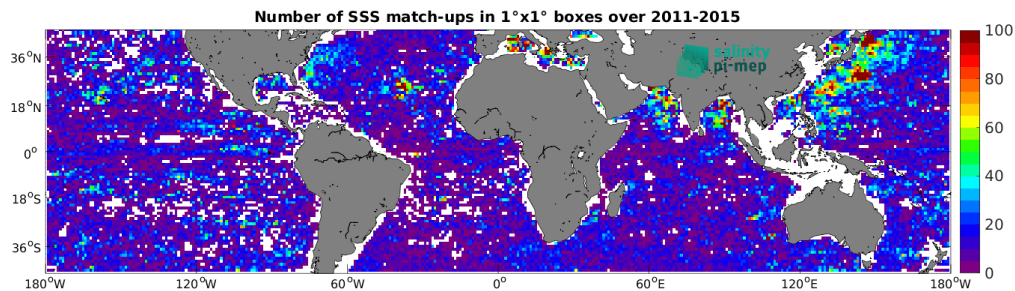 Number of SSS match-ups in 1°x1° boxes over 2011-2015
salinity
pi-mep
36°N
18°N
0°
18°S
36°S
180°W
120°W
60°W
0°
60°E
120°E
180°W
100
80
60
40
20
0